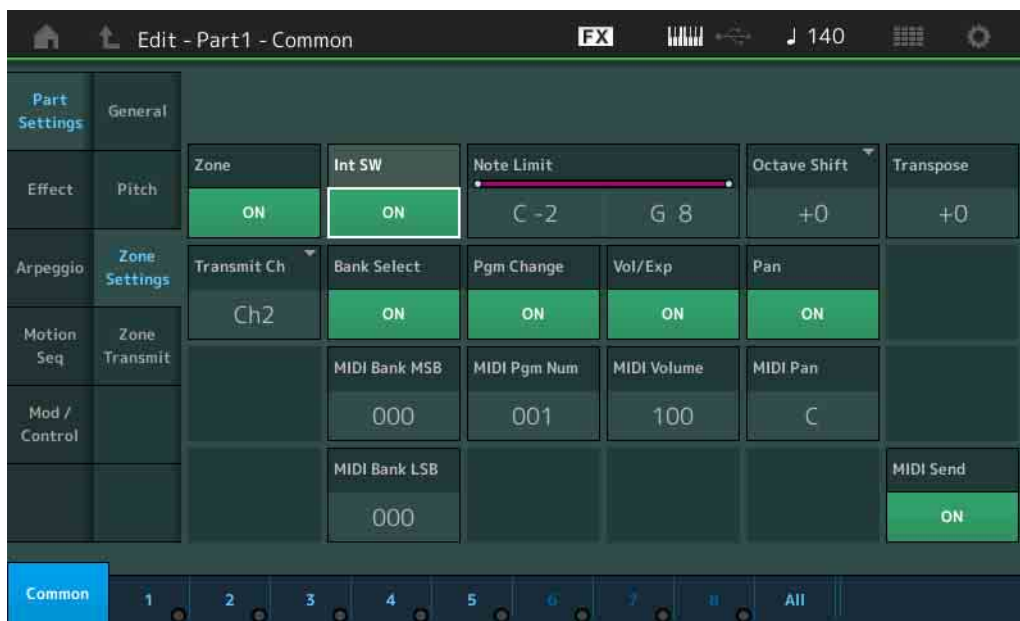 Edit - Part1 - Common
FX
♩ 140
Part
Settings
General
Effect
Pitch
Arpeggio
Zone
Settings
Motion
Seq
Zone
Transmit
Mod /
Control
Zone
ON
Int SW
ON
Note Limit
C -2 G 8
Octave Shift
+0
Transpose
+0
Transmit Ch
Ch2
Bank Select
ON
Pgm Change
ON
Vol/Exp
ON
Pan
ON
MIDI Bank MSB
000
MIDI Pgm Num
001
MIDI Volume
100
MIDI Pan
C
MIDI Bank LSB
000
MIDI Send
ON
Common 1 2 3 4 5 6 7 8 All